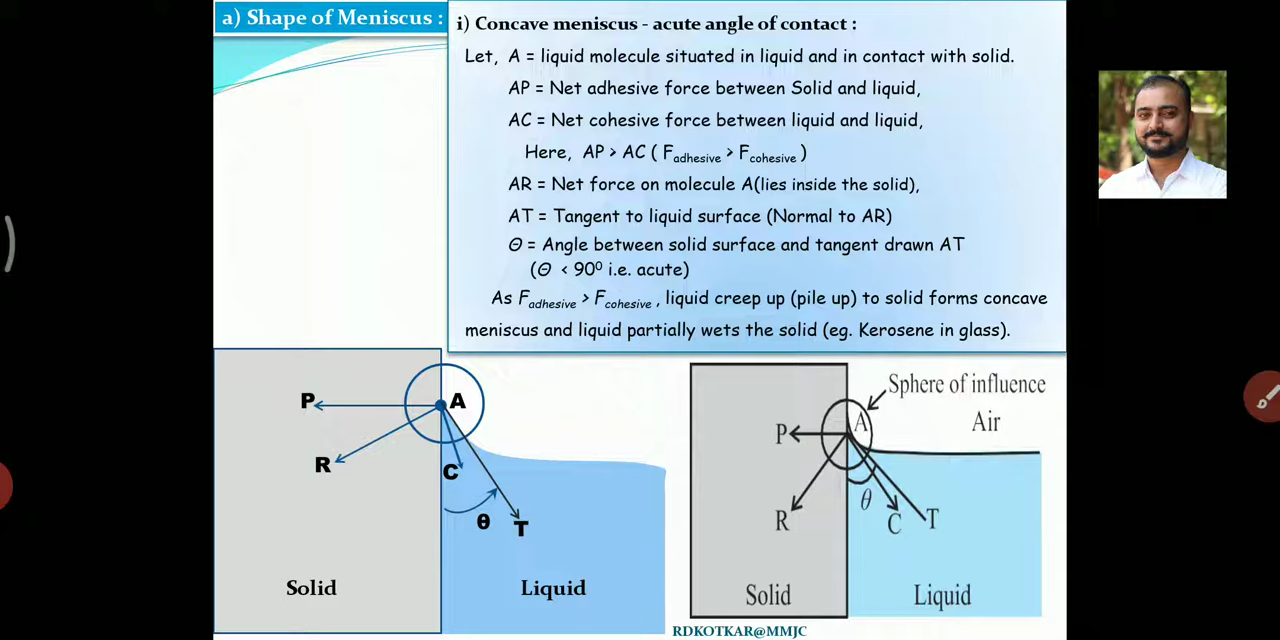 a) Shape of Meniscus :
i) Concave meniscus - acute angle of contact :
Let, A = liquid molecule situated in liquid and in contact with solid.
AP = Net adhesive force between Solid and liquid,
AC = Net cohesive force between liquid and liquid,
Here, AP > AC ( Fadhesive > Fcohesive )
AR = Net force on molecule A(lies inside the solid),
AT = Tangent to liquid surface (Normal to AR)
Θ = Angle between solid surface and tangent drawn AT
(Θ < 90⁰ i.e. acute)
As Fadhesive > Fcohesive , liquid creep up (pile up) to solid forms concave
meniscus and liquid partially wets the solid (eg. Kerosene in glass).
P
A
R
C
θ
T
Solid
Liquid
Sphere of influence
Air
A
P
θ
R
C
T
Solid
Liquid
RDKOTKAR@MMJC